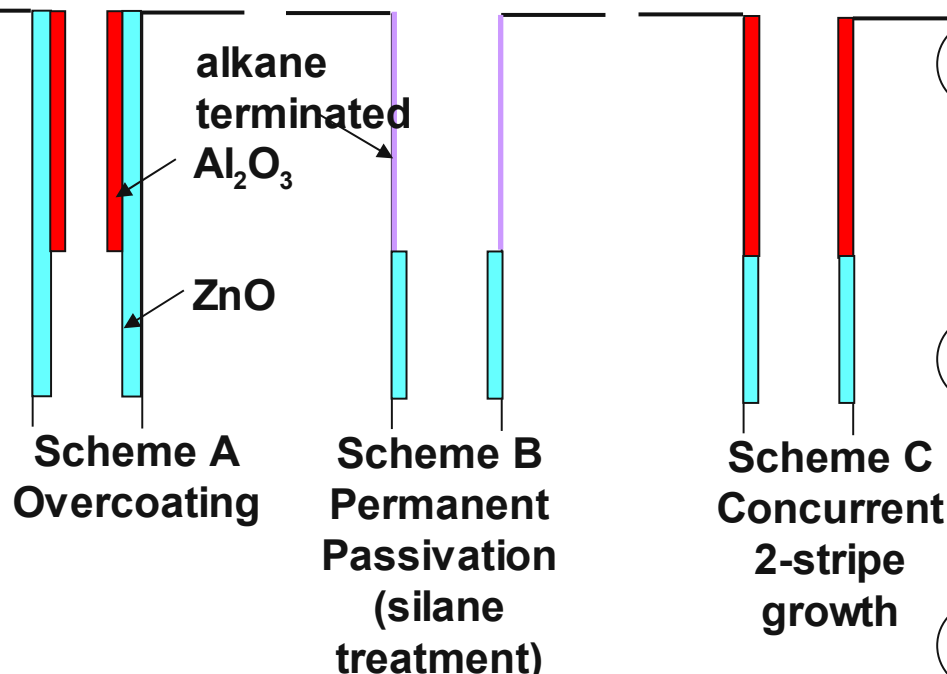 alkane
terminated
Al₂O₃
ZnO
Scheme A
Overcoating
Scheme B
Permanent
Passivation
(silane
treatment)
Scheme C
Concurrent
2-stripe
growth